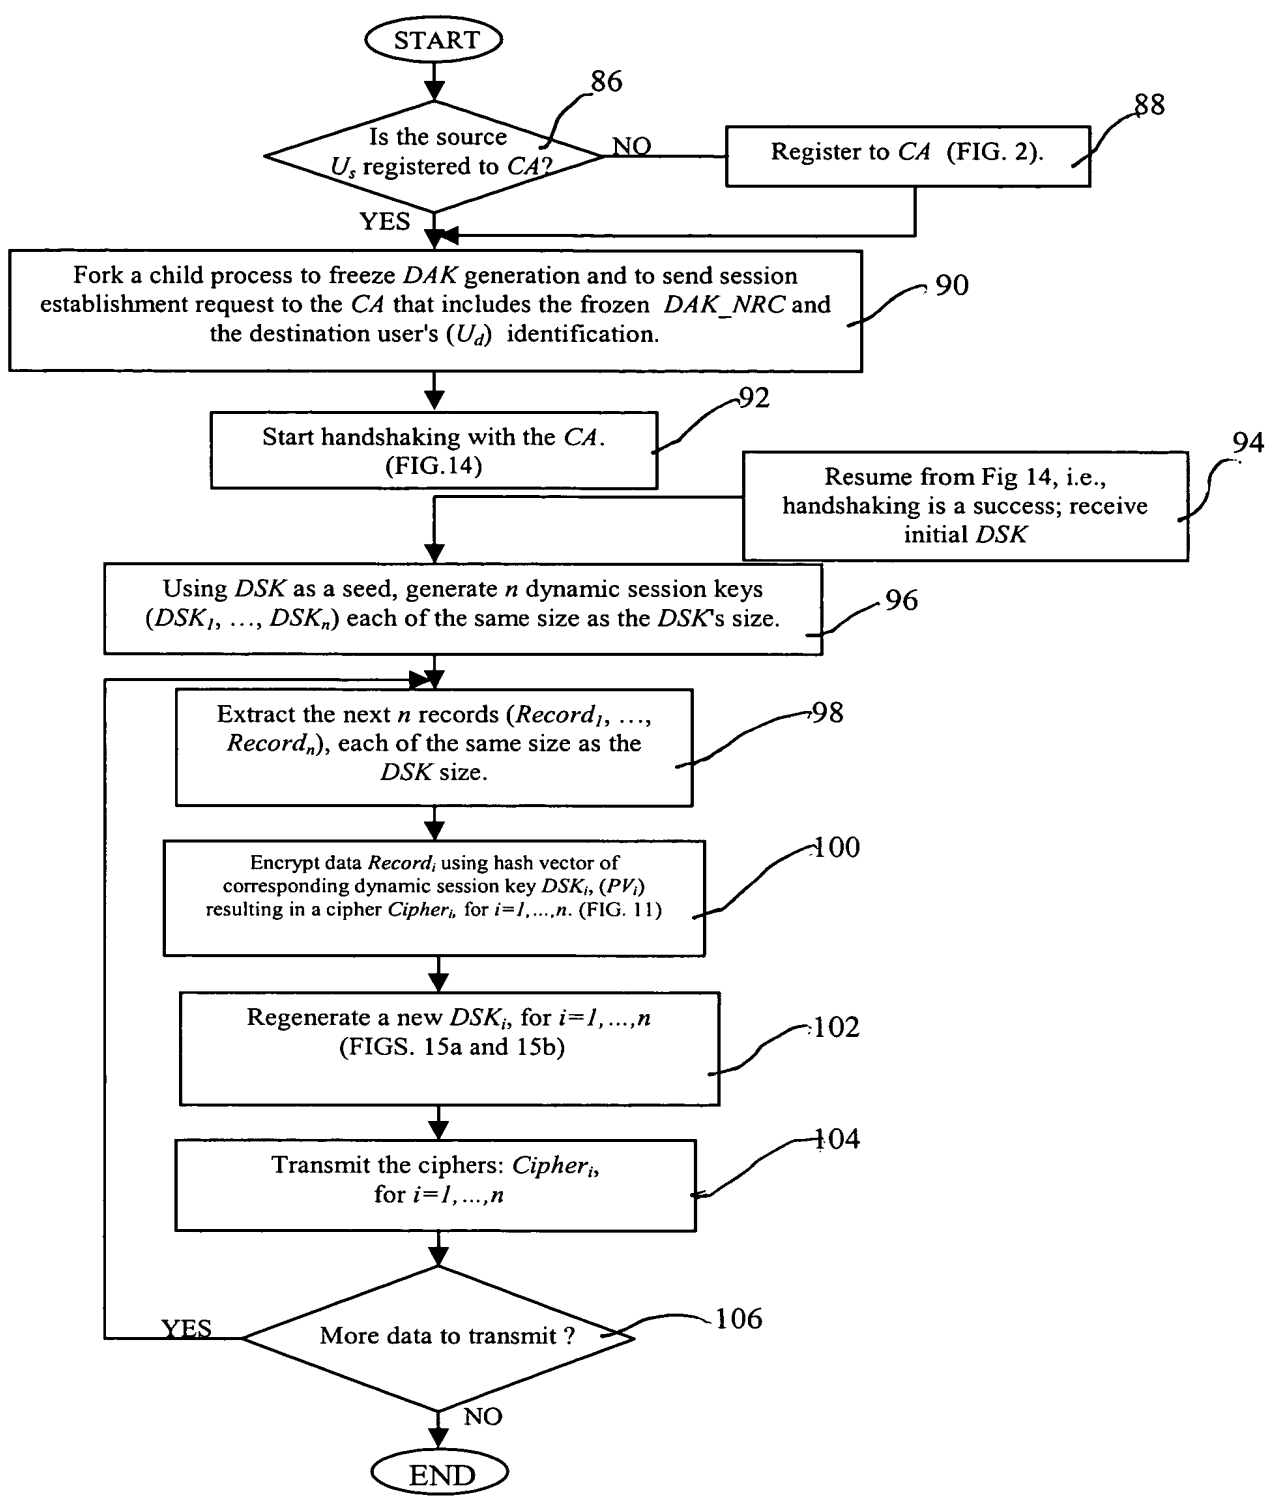 START
86
Is the source
Us registered to CA?
NO
88
Register to CA (FIG. 2).
YES
Fork a child process to freeze DAK generation and to send session
establishment request to the CA that includes the frozen DAK_NRC and
the destination user's (Ud) identification.
90
92
Start handshaking with the CA.
(FIG.14)
94
Resume from Fig 14, i.e.,
handshaking is a success; receive
initial DSK
Using DSK as a seed, generate n dynamic session keys
(DSK1, ..., DSKn) each of the same size as the DSK's size.
96
Extract the next n records (Record1, ...,
Recordn), each of the same size as the
DSK size.
98
Encrypt data Recordi using hash vector of
corresponding dynamic session key DSKi, (PVi)
resulting in a cipher Cipheri, for i=1,...,n. (FIG. 11)
100
Regenerate a new DSKi, for i=1,...,n
(FIGS. 15a and 15b)
102
Transmit the ciphers: Cipheri,
for i=1,...,n
104
More data to transmit ?
106
YES
NO
END